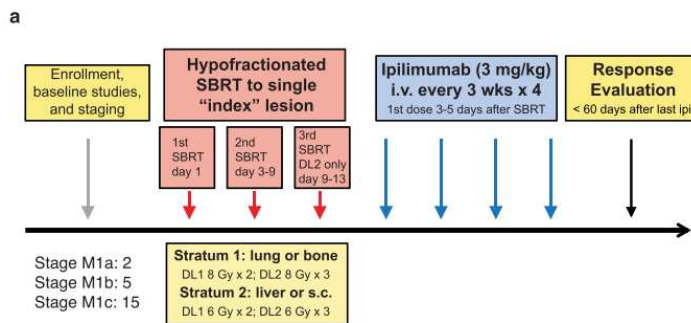 a
Enrollment,
baseline studies,
and staging
Hypofractionated
SBRT to single
“index” lesion
1st
SBRT
day 1
2nd
SBRT
day 3-9
3rd
SBRT
DL2 only
day 9-13
Ipilimumab (3 mg/kg)
i.v. every 3 wks x 4
1st dose 3-5 days after SBRT
Response
Evaluation
< 60 days after last ipi
Stage M1a: 2
Stage M1b: 5
Stage M1c: 15
Stratum 1: lung or bone
DL1 8 Gy x 2; DL2 8 Gy x 3
Stratum 2: liver or s.c.
DL1 6 Gy x 2; DL2 6 Gy x 3